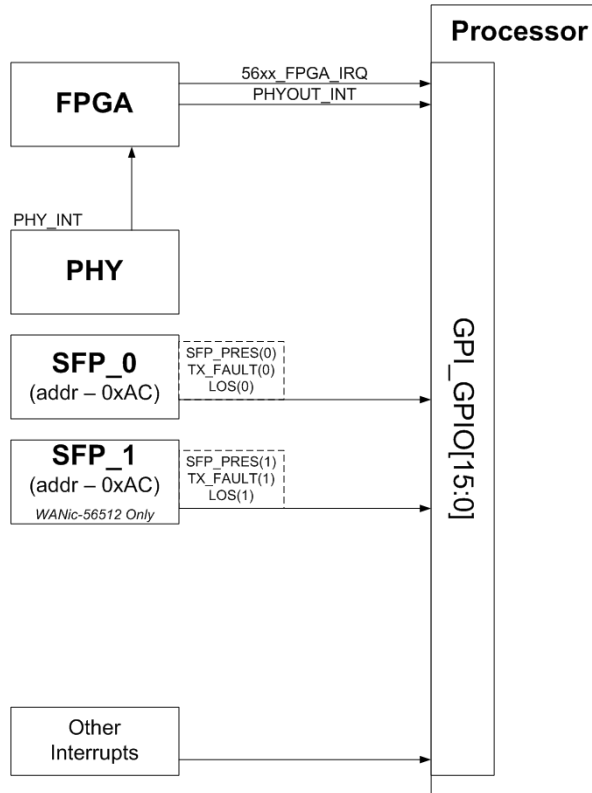 Processor
56xx_FPGA_IRQ
FPGA
PHYOUT_INT
PHY_INT
PHY
SFP_0
(addr – 0xAC)
SFP_PRES(0)
TX_FAULT(0)
LOS(0)
SFP_1
(addr – 0xAC)
WANic-56512 Only
SFP_PRES(1)
TX_FAULT(1)
LOS(1)
GPI_GPIO[15:0]
Other
Interrupts